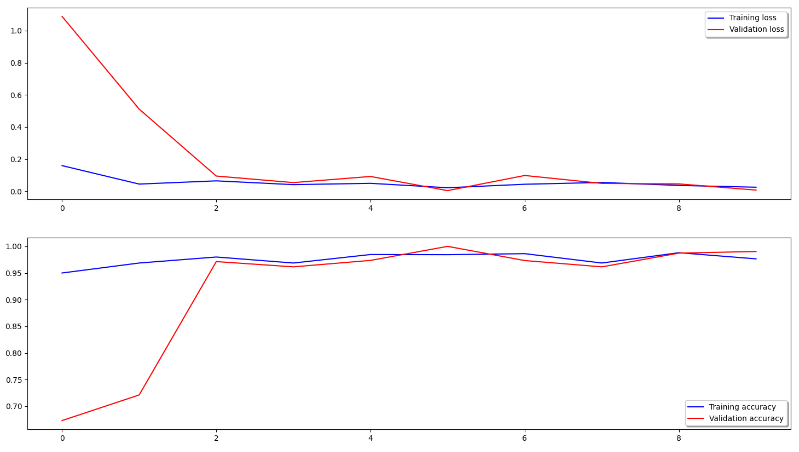 Training loss
Validation loss
1.0
0.8
0.6
0.4
0.2
0.0
0 2 4 6 8
1.00
0.95
0.90
0.85
0.80
0.75
0.70
Training accuracy
Validation accuracy
0 2 4 6 8